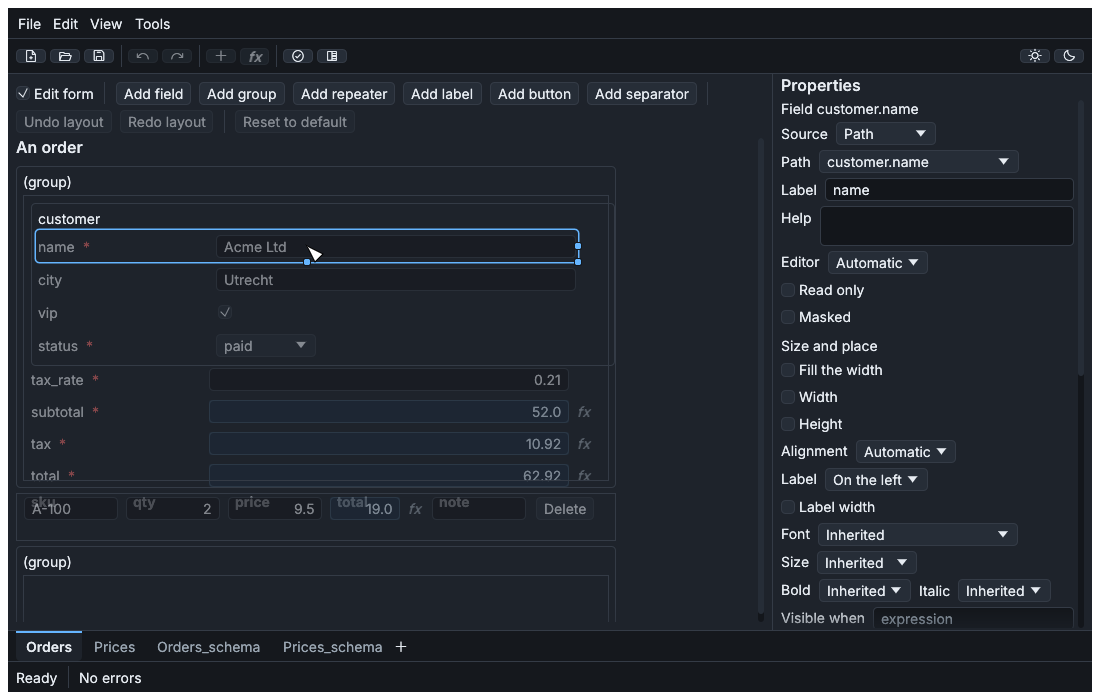 File Edit View Tools
fx
Edit form Add field Add group Add repeater Add label Add button Add separator
Undo layout Redo layout Reset to default
An order
(group)
customer
name * Acme Ltd
city Utrecht
vip
status * paid
tax_rate * 0.21
subtotal * 52.0 fx
tax * 10.92 fx
total * 62.92 fx
sku qty price total note
A-100 2 9.5 19.0 fx Delete
(group)
Properties
Field customer.name
Source Path
Path customer.name
Label name
Help
Editor Automatic
Read only
Masked
Size and place
Fill the width
Width
Height
Alignment Automatic
Label On the left
Label width
Font Inherited
Size Inherited
Bold Inherited Italic Inherited
Visible when expression
Orders Prices Orders_schema Prices_schema +
Ready No errors